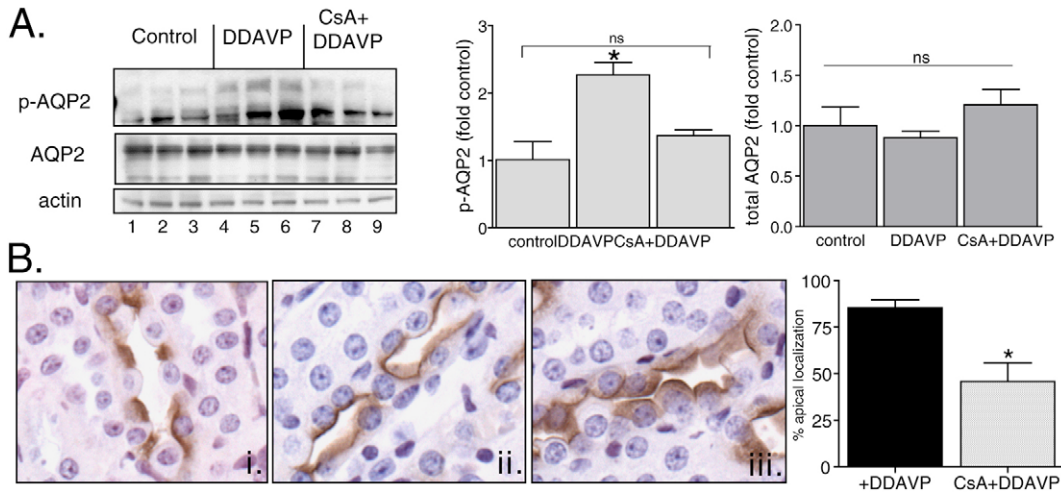 A.
Control
DDAVP
CsA+
DDAVP
p-AQP2
AQP2
actin
1 2 3 4 5 6 7 8 9
p-AQP2 (fold control)
3
2
1
0
ns
*
controlDDAVPCsA+DDAVP
total AQP2 (fold control)
2.0
1.5
1.0
0.5
0.0
ns
control DDAVP CsA+DDAVP
B.
i.
ii.
iii.
% apical localization
100
75
50
25
0
*
+DDAVP CsA+DDAVP